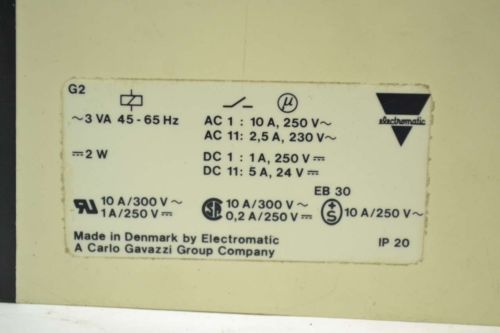 G2
µ
~3 VA 45-65 Hz
AC 1 : 10 A, 250 V~
AC 11: 2,5 A, 230 V~
electromatic
⎓2 W
DC 1 : 1 A, 250 V⎓
DC 11: 5 A, 24 V⎓
EB 30
10 A/300 V~
1 A/250 V⎓
10 A/300 V~
0,2 A/250 V⎓
+S
10 A/250 V~
Made in Denmark by Electromatic
A Carlo Gavazzi Group Company
IP 20